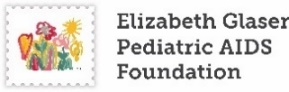 Elizabeth Glaser
Pediatric AIDS
Foundation